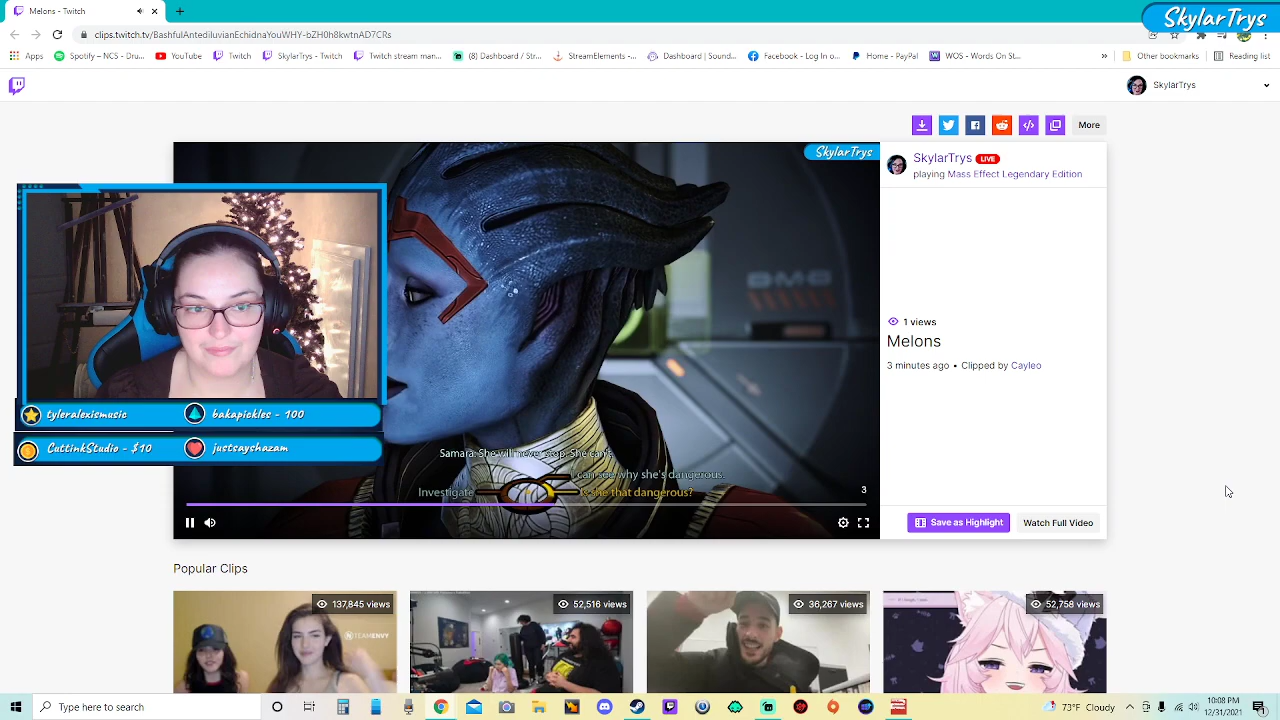 Melons - Twitch
SkylarTrys
clips.twitch.tv/BashfulAntediluvianEchidnaYouWHY-bZH0h8kwtnAD7CRs
Apps
Spotify - NCS - Dru...
YouTube
Twitch
SkylarTrys - Twitch
Twitch stream man...
(8) Dashboard / Str...
StreamElements -...
Dashboard | Sound...
Facebook - Log In o...
Home | PayPal
WOS - Words On St...
Other bookmarks
Reading list
SkylarTrys
More
SkylarTrys
SkylarTrys LIVE
playing Mass Effect Legendary Edition
1 views
Melons
3 minutes ago • Clipped by Cayleo
tyleralexismusic
bakapickles - 100
CuttinkStudio - $10
justsayshazam
Samara: She will never stop. She can't.
I can see why she's dangerous.
Investigate
Is she that dangerous?
3
Save as Highlight
Watch Full Video
Popular Clips
137,845 views
TEAMENVY
52,516 views
36,267 views
52,758 views
Type here to search
72°F Cloudy
10:08 PM
12/31/2021